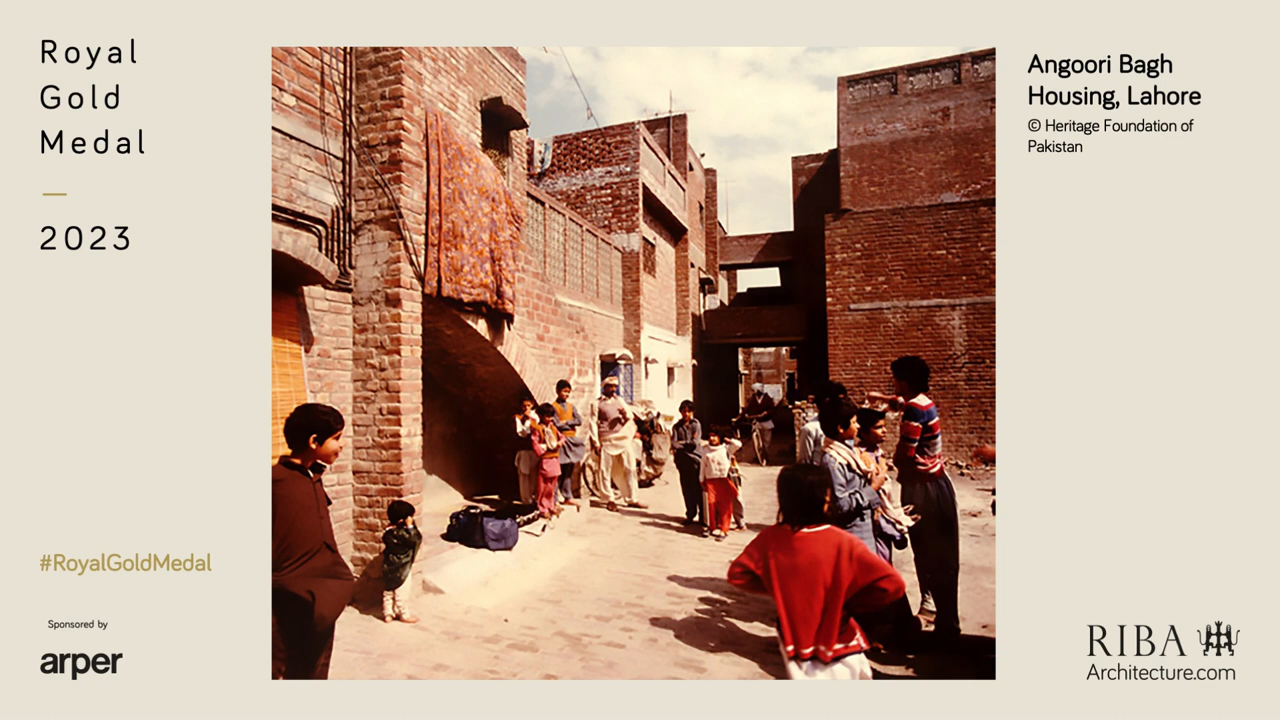 Royal
Gold
Medal
2023
#RoyalGoldMedal
Sponsored by
arper
Angoori Bagh
Housing, Lahore
© Heritage Foundation of
Pakistan
RIBA
Architecture.com